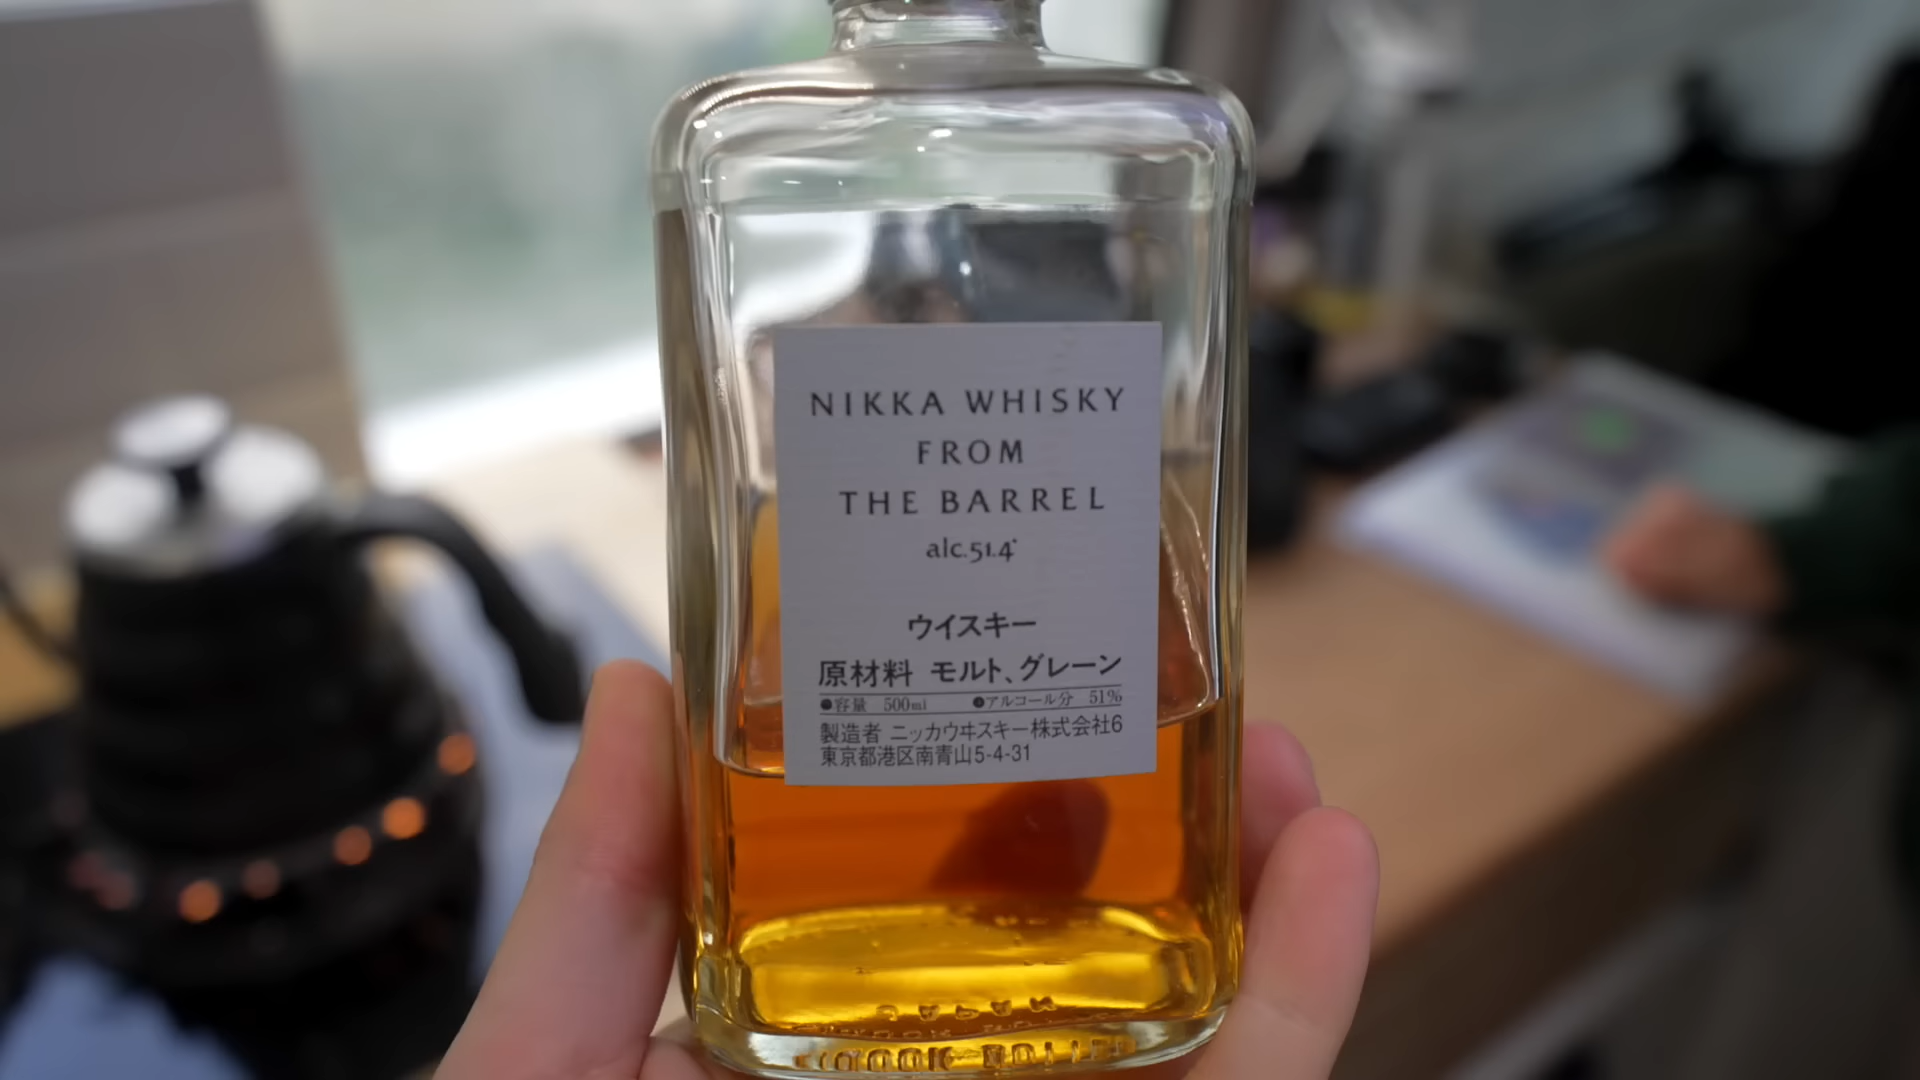 NIKKA WHISKY
FROM
THE BARREL
alc.51.4°
ウイスキー
原材料 モルト、グレーン
●容量 500ml ●アルコール分 51%
製造者 ニッカウヰスキー株式会社6
東京都港区南青山5-4-31